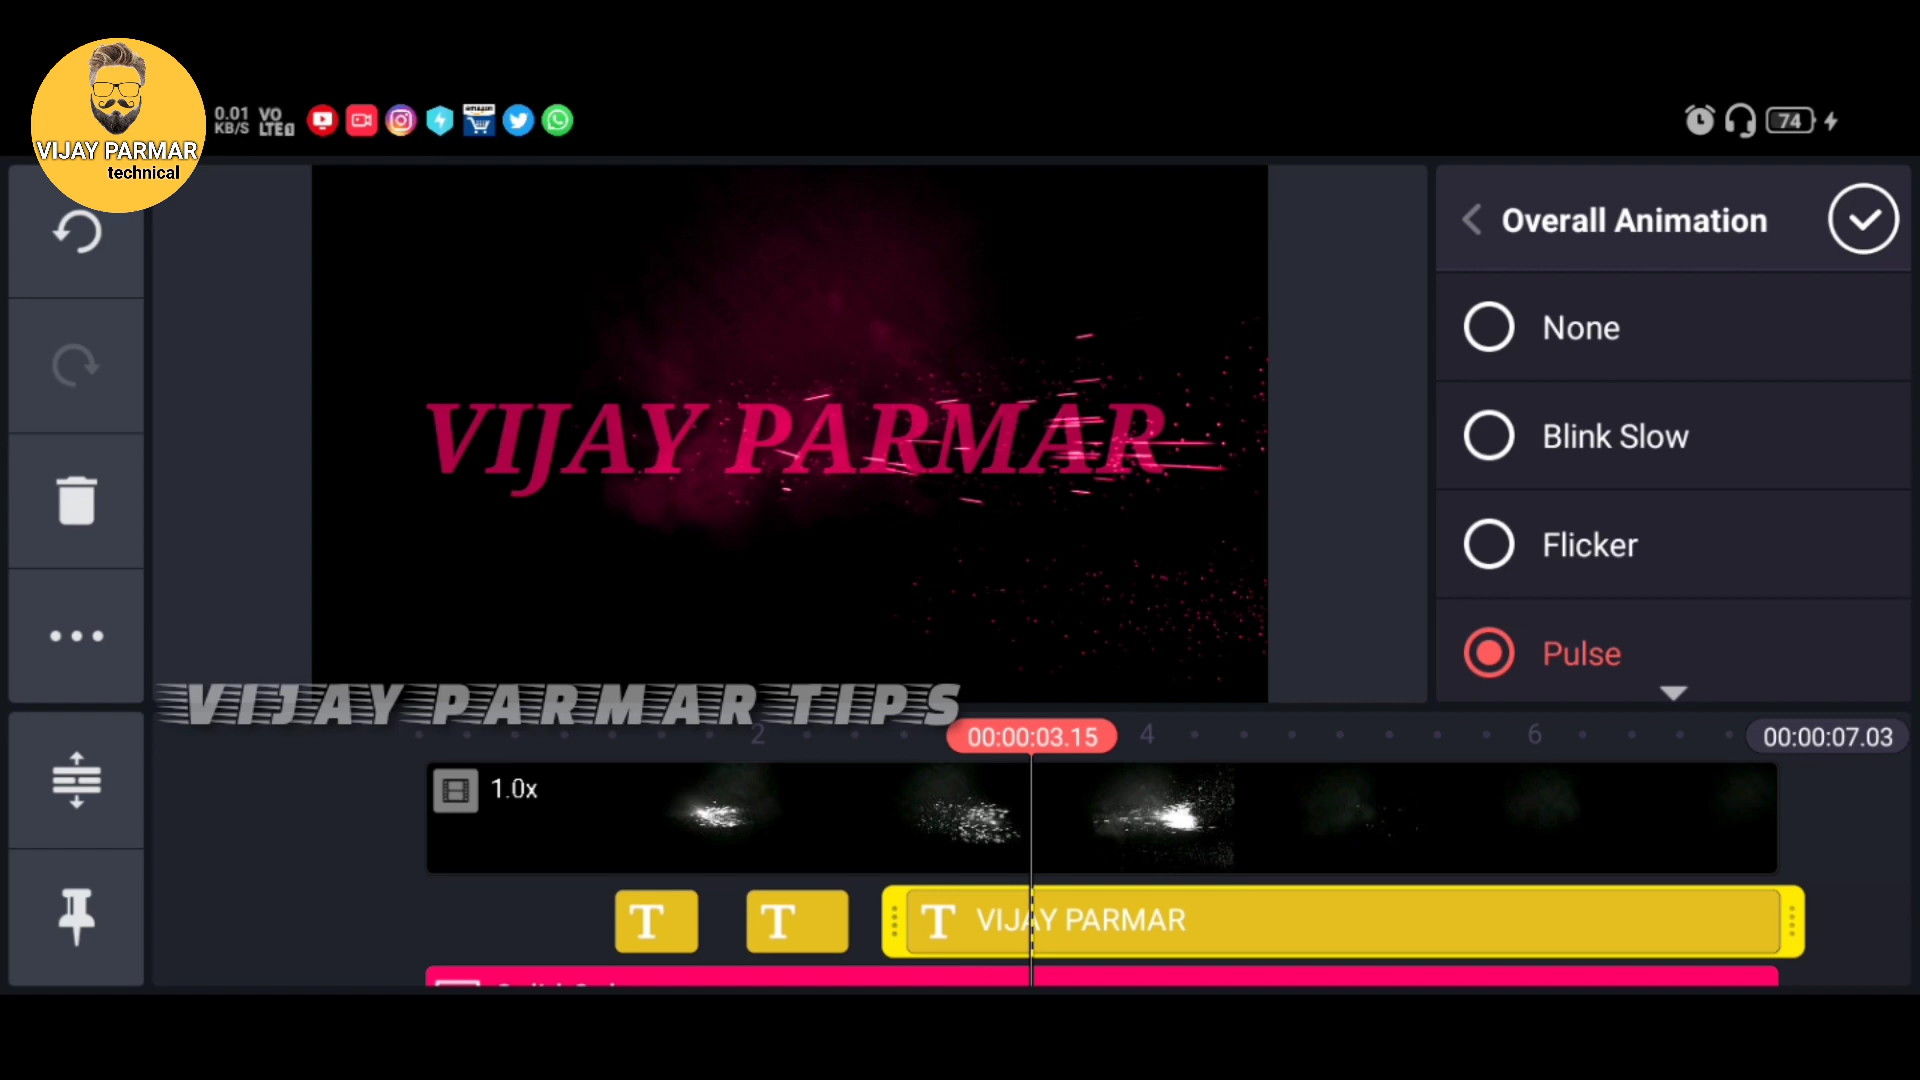 VIJAY PARMAR
technical
0.01
KB/S
VO
LTE
74
Overall Animation
None
Blink Slow
Flicker
Pulse
VIJAY PARMAR
VIJAY PARMAR TIPS
2
00:00:03.15
4
6
00:00:07.03
1.0x
T
T
T VIJAY PARMAR